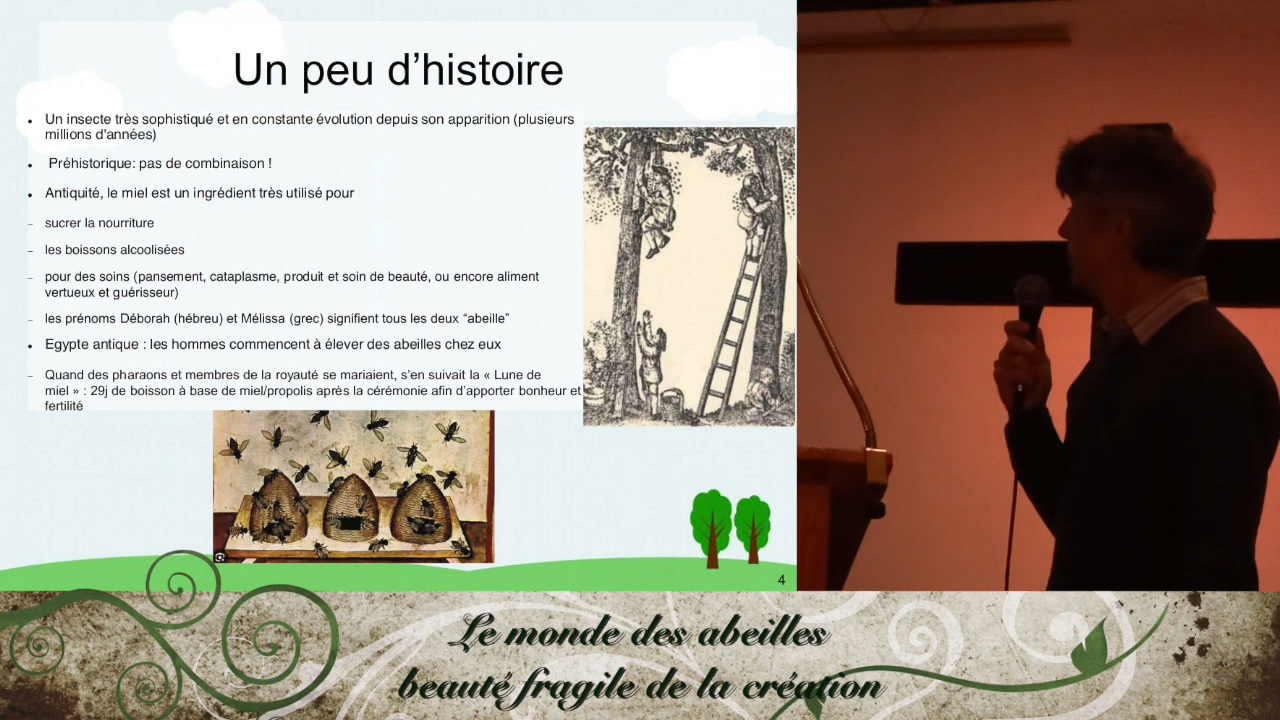 Un peu d’histoire
• Un insecte très sophistiqué et en constante évolution depuis son apparition (plusieurs
millions d'années)
• Préhistorique: pas de combinaison !
• Antiquité, le miel est un ingrédient très utilisé pour
– sucrer la nourriture
– les boissons alcoolisées
– pour des soins (pansement, cataplasme, produit et soin de beauté, ou encore aliment
vertueux et guérisseur)
– les prénoms Déborah (hébreu) et Mélissa (grec) signifient tous les deux “abeille”
• Egypte antique : les hommes commencent à élever des abeilles chez eux
– Quand des pharaons et membres de la royauté se mariaient, s’en suivait la « Lune de
miel » : 29j de boisson à base de miel/propolis après la cérémonie afin d’apporter bonheur et
fertilité
4
Le monde des abeilles
beauté fragile de la création